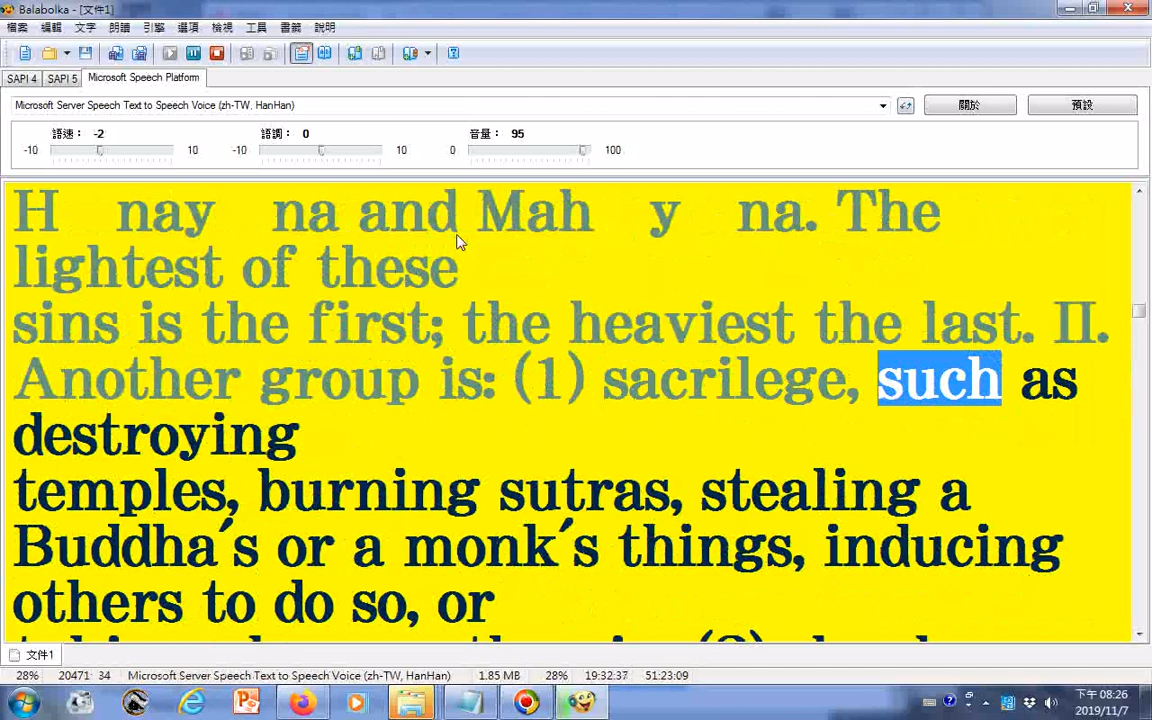 Balabolka - [文件1]
檔案 編輯 文字 朗讀 引擎 選項 檢視 工具 書籤 說明
SAPI 4 SAPI 5 Microsoft Speech Platform
Microsoft Server Speech Text to Speech Voice (zh-TW, HanHan) 關於 預設
語速： -2 語調： 0 音量： 95
-10 10 -10 10 0 100
H nay na and Mah y na. The
lightest of these
sins is the first; the heaviest the last. II.
Another group is: (1) sacrilege, such as
destroying
temples, burning sutras, stealing a
Buddha's or a monk's things, inducing
others to do so, or
文件1
28% 20471: 34 Microsoft Server Speech Text to Speech Voice (zh-TW, HanHan) 1.85 MB 28% 19:32:37 51:23:09
下午 08:26
2019/11/7